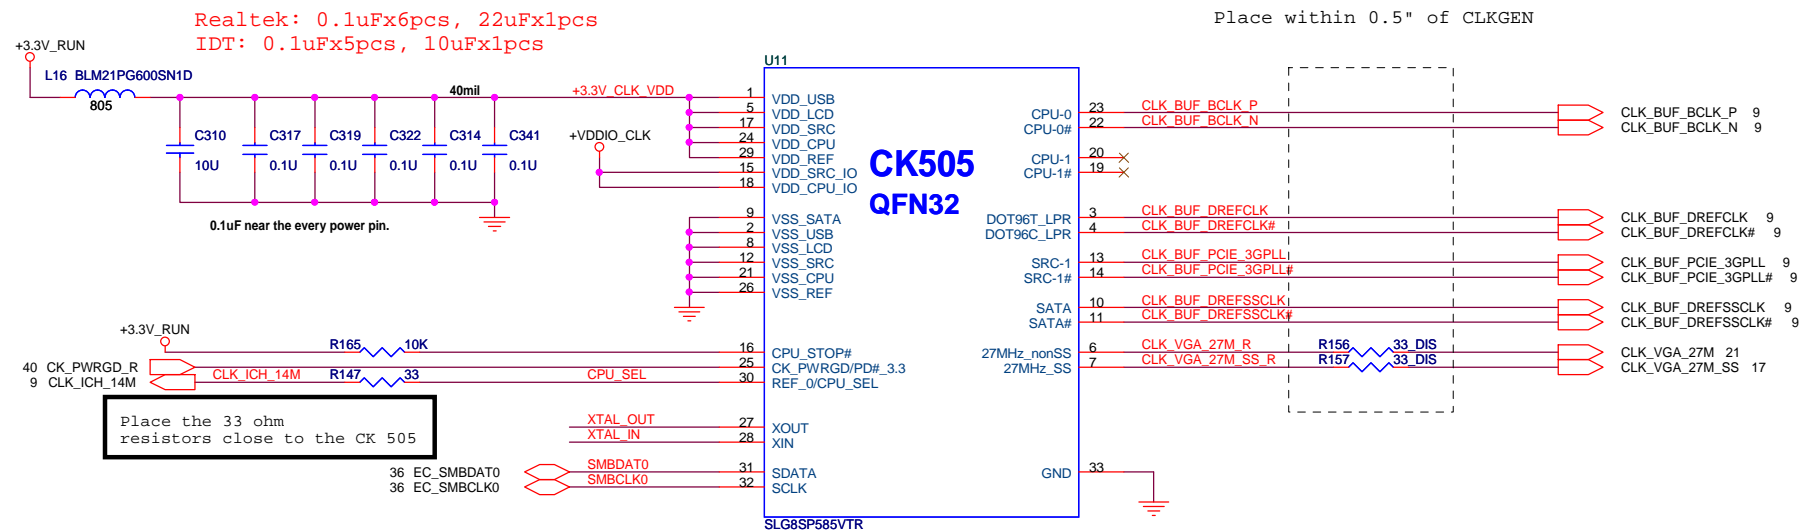 Realtek: 0.1uFx6pcs, 22uFx1pcs
IDT: 0.1uFx5pcs, 10uFx1pcs
Place within 0.5" of CLKGEN
+3.3V_RUN
L16 BLM21PG600SN1D
805
40mil
+3.3V_CLK_VDD
C310
10U
C317
0.1U
C319
0.1U
C322
0.1U
C314
0.1U
C341
0.1U
0.1uF near the every power pin.
+VDDIO_CLK
U11
CK505
QFN32
1 VDD_USB
5 VDD_LCD
17 VDD_SRC
24 VDD_CPU
29 VDD_REF
15 VDD_SRC_IO
18 VDD_CPU_IO
9 VSS_SATA
2 VSS_USB
8 VSS_LCD
12 VSS_SRC
21 VSS_CPU
26 VSS_REF
+3.3V_RUN
R165 10K
16 CPU_STOP#
40 CK_PWRGD_R
25 CK_PWRGD/PD#_3.3
9 CLK_ICH_14M
CLK_ICH_14M
R147 33
CPU_SEL
30 REF_0/CPU_SEL
Place the 33 ohm
resistors close to the CK 505
XTAL_OUT 27 XOUT
XTAL_IN 28 XIN
36 EC_SMBDAT0
SMBDAT0 31 SDATA
36 EC_SMBCLK0
SMBCLK0 32 SCLK
SLG8SP585VTR
CPU-0 23 CLK_BUF_BCLK_P
CLK_BUF_BCLK_P 9
CPU-0# 22 CLK_BUF_BCLK_N
CLK_BUF_BCLK_N 9
CPU-1 20
CPU-1# 19
DOT96T_LPR 3 CLK_BUF_DREFCLK
CLK_BUF_DREFCLK 9
DOT96C_LPR 4 CLK_BUF_DREFCLK#
CLK_BUF_DREFCLK# 9
SRC-1 13 CLK_BUF_PCIE_3GPLL
CLK_BUF_PCIE_3GPLL 9
SRC-1# 14 CLK_BUF_PCIE_3GPLL#
CLK_BUF_PCIE_3GPLL# 9
SATA 10 CLK_BUF_DREFSSCLK
CLK_BUF_DREFSSCLK 9
SATA# 11 CLK_BUF_DREFSSCLK#
CLK_BUF_DREFSSCLK# 9
27MHz_nonSS 6 CLK_VGA_27M_R
R156 33_DIS
CLK_VGA_27M 21
27MHz_SS 7 CLK_VGA_27M_SS_R
R157 33_DIS
CLK_VGA_27M_SS 17
GND 33